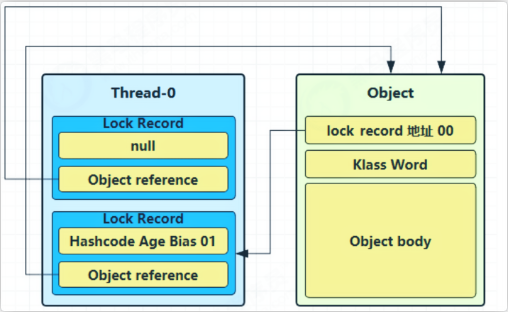 Thread-0
Lock Record
null
Object reference
Lock Record
Hashcode Age Bias 01
Object reference
Object
lock record 地址 00
Klass Word
Object body